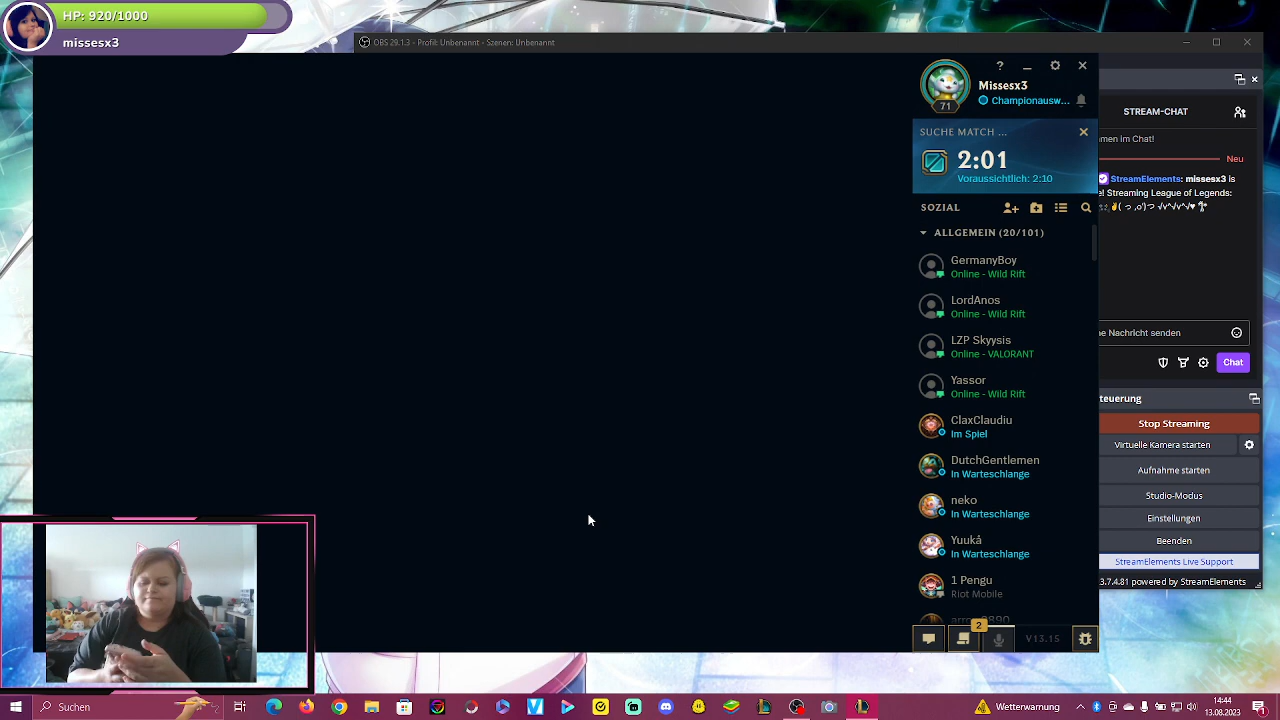 HP: 920/1000
missesx3
OBS 29.1.3 - Profil: Unbenannt - Szenen: Unbenannt
?
Missesx3
Championausw...
71
SUCHE MATCH ...
2:01
Voraussichtlich: 2:10
SOZIAL
ALLGEMEIN (20/101)
GermanyBoy
Online - Wild Rift
LordAnos
Online - Wild Rift
LZP Skyysis
Online - VALORANT
Yassor
Online - Wild Rift
ClaxClaudiu
Im Spiel
DutchGentlemen
In Warteschlange
neko
In Warteschlange
Yuukå
In Warteschlange
1 Pengu
Riot Mobile
2
V13.15
STREAM-CHAT
men im Chat!
Neu
StreamElements: missesx3 is
l Streaming League of Legends:
ne Nachricht senden
Chat
teuerung
Stop Streaming
Virtuelle Kamera starten
Aufnahme starten
Einstellungen
Beenden
StreamElements Live-Support
3.7.4.81 powered by StreamElements
Suchen
Warnung
14:44
13.08.2023